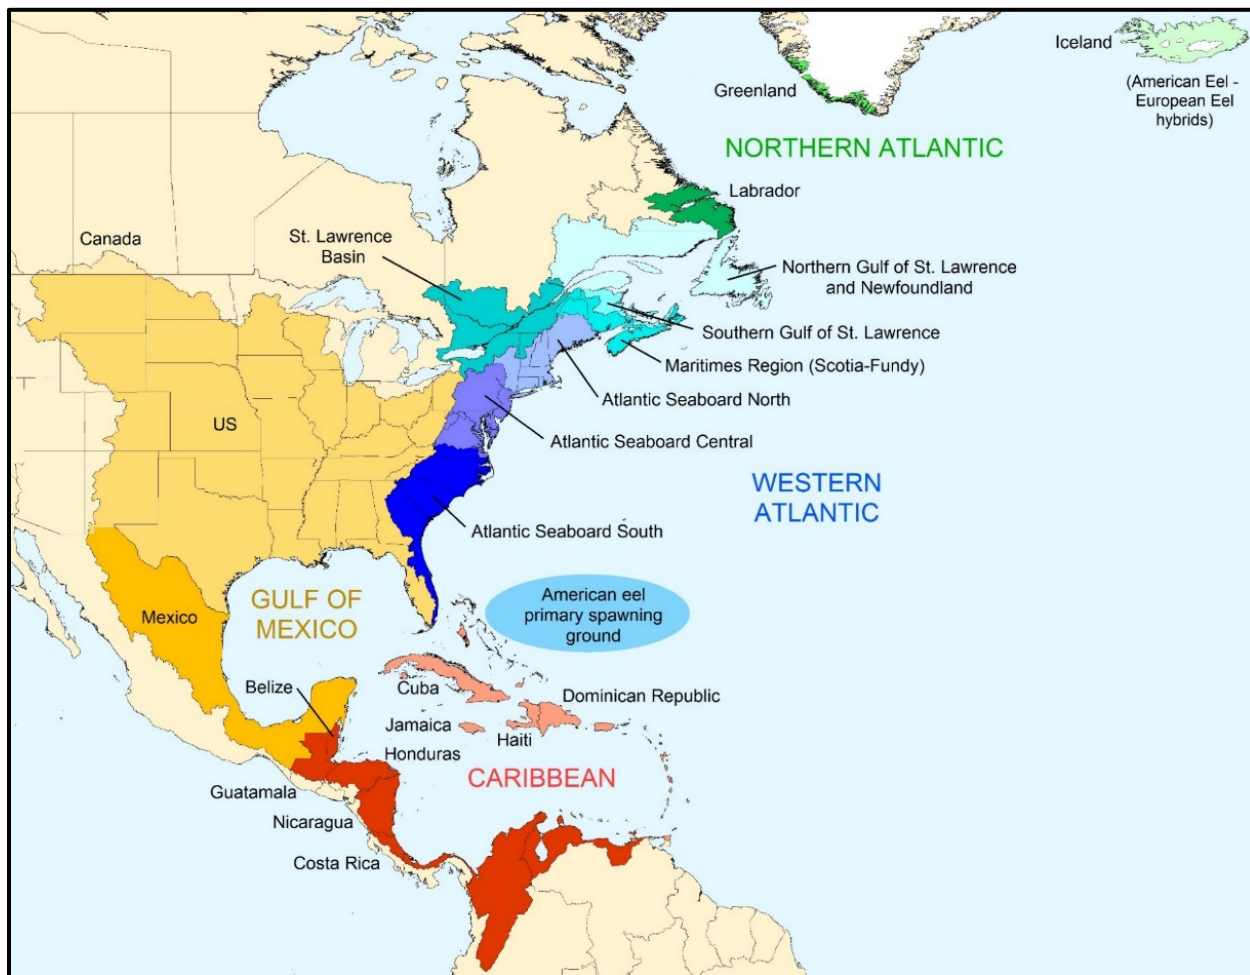 Iceland
(American Eel -
European Eel
hybrids)
Greenland
NORTHERN ATLANTIC
Labrador
Canada
St. Lawrence
Basin
Northern Gulf of St. Lawrence
and Newfoundland
Southern Gulf of St. Lawrence
Maritimes Region (Scotia-Fundy)
Atlantic Seaboard North
US
Atlantic Seaboard Central
WESTERN
ATLANTIC
Atlantic Seaboard South
GULF OF
MEXICO
American eel
primary spawning
ground
Mexico
Belize
Cuba
Dominican Republic
Jamaica
Haiti
Honduras
CARIBBEAN
Guatamala
Nicaragua
Costa Rica